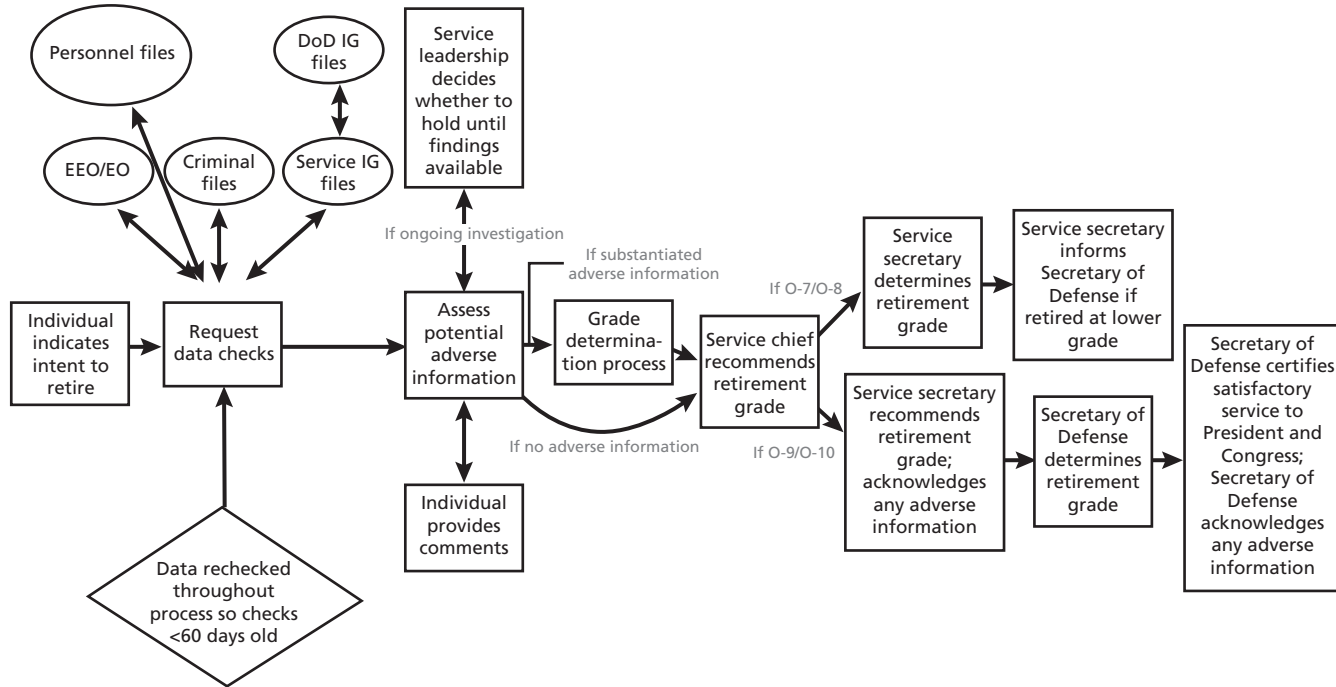 Personnel files
DoD IG
files
EEO/EO
Criminal
files
Service IG
files
Service
leadership
decides
whether to
hold until
findings
available
If ongoing investigation
If substantiated
adverse information
Individual
indicates
intent to
retire
Request
data checks
Assess
potential
adverse
information
Grade
determina-
tion process
Service chief
recommends
retirement
grade
If no adverse information
If O-7/O-8
Service
secretary
determines
retirement
grade
Service secretary
informs
Secretary of
Defense if
retired at lower
grade
If O-9/O-10
Service secretary
recommends
retirement
grade;
acknowledges
any adverse
information
Secretary of
Defense
determines
retirement
grade
Secretary of
Defense certifies
satisfactory
service to
President and
Congress;
Secretary of
Defense
acknowledges
any adverse
information
Individual
provides
comments
Data rechecked
throughout
process so checks
<60 days old